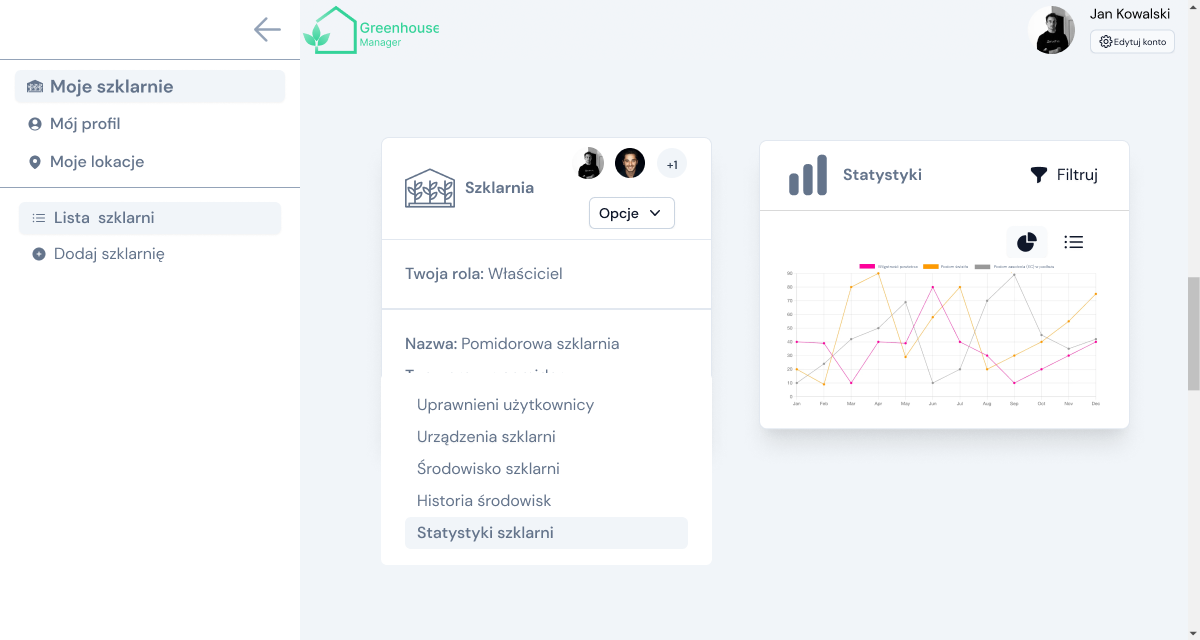 Greenhouse
Manager
Jan Kowalski
Edytuj konto
Moje szklarnie
Mój profil
Moje lokacje
Lista szklarni
Dodaj szklarnię
Szklarnia
+1
Opcje
Twoja rola: Właściciel
Nazwa: Pomidorowa szklarnia
Uprawnieni użytkownicy
Urządzenia szklarni
Środowisko szklarni
Historia środowisk
Statystyki szklarni
Statystyki
Filtruj
90
80
70
60
50
40
30
20
10
0
Jan Feb Mar Apr May Jun Jul Aug Sep Oct Nov Dec